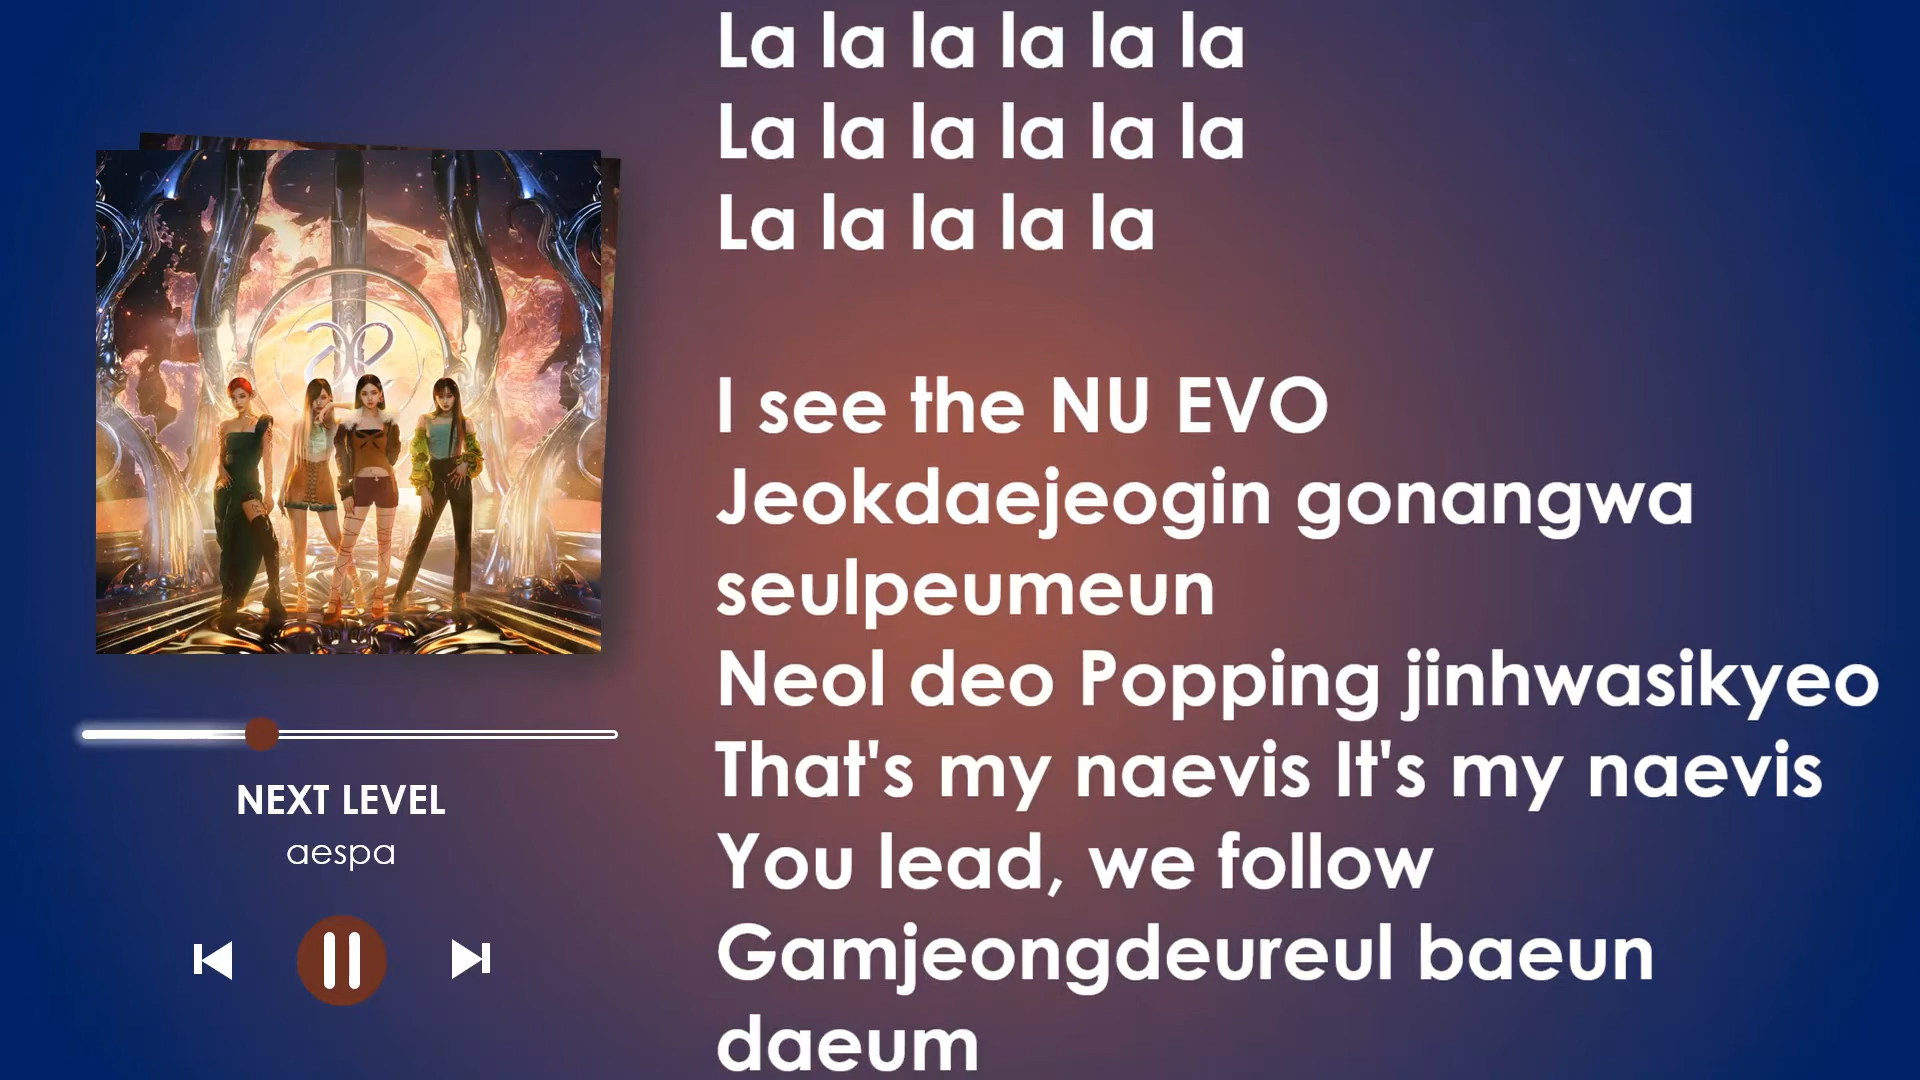 La la la la la la
La la la la la la
La la la la la
I see the NU EVO
Jeokdaejeogin gonangwa
seulpeumeun
Neol deo Popping jinhwasikyeo
That's my naevis It's my naevis
You lead, we follow
Gamjeongdeureul baeun
daeum
NEXT LEVEL
aespa